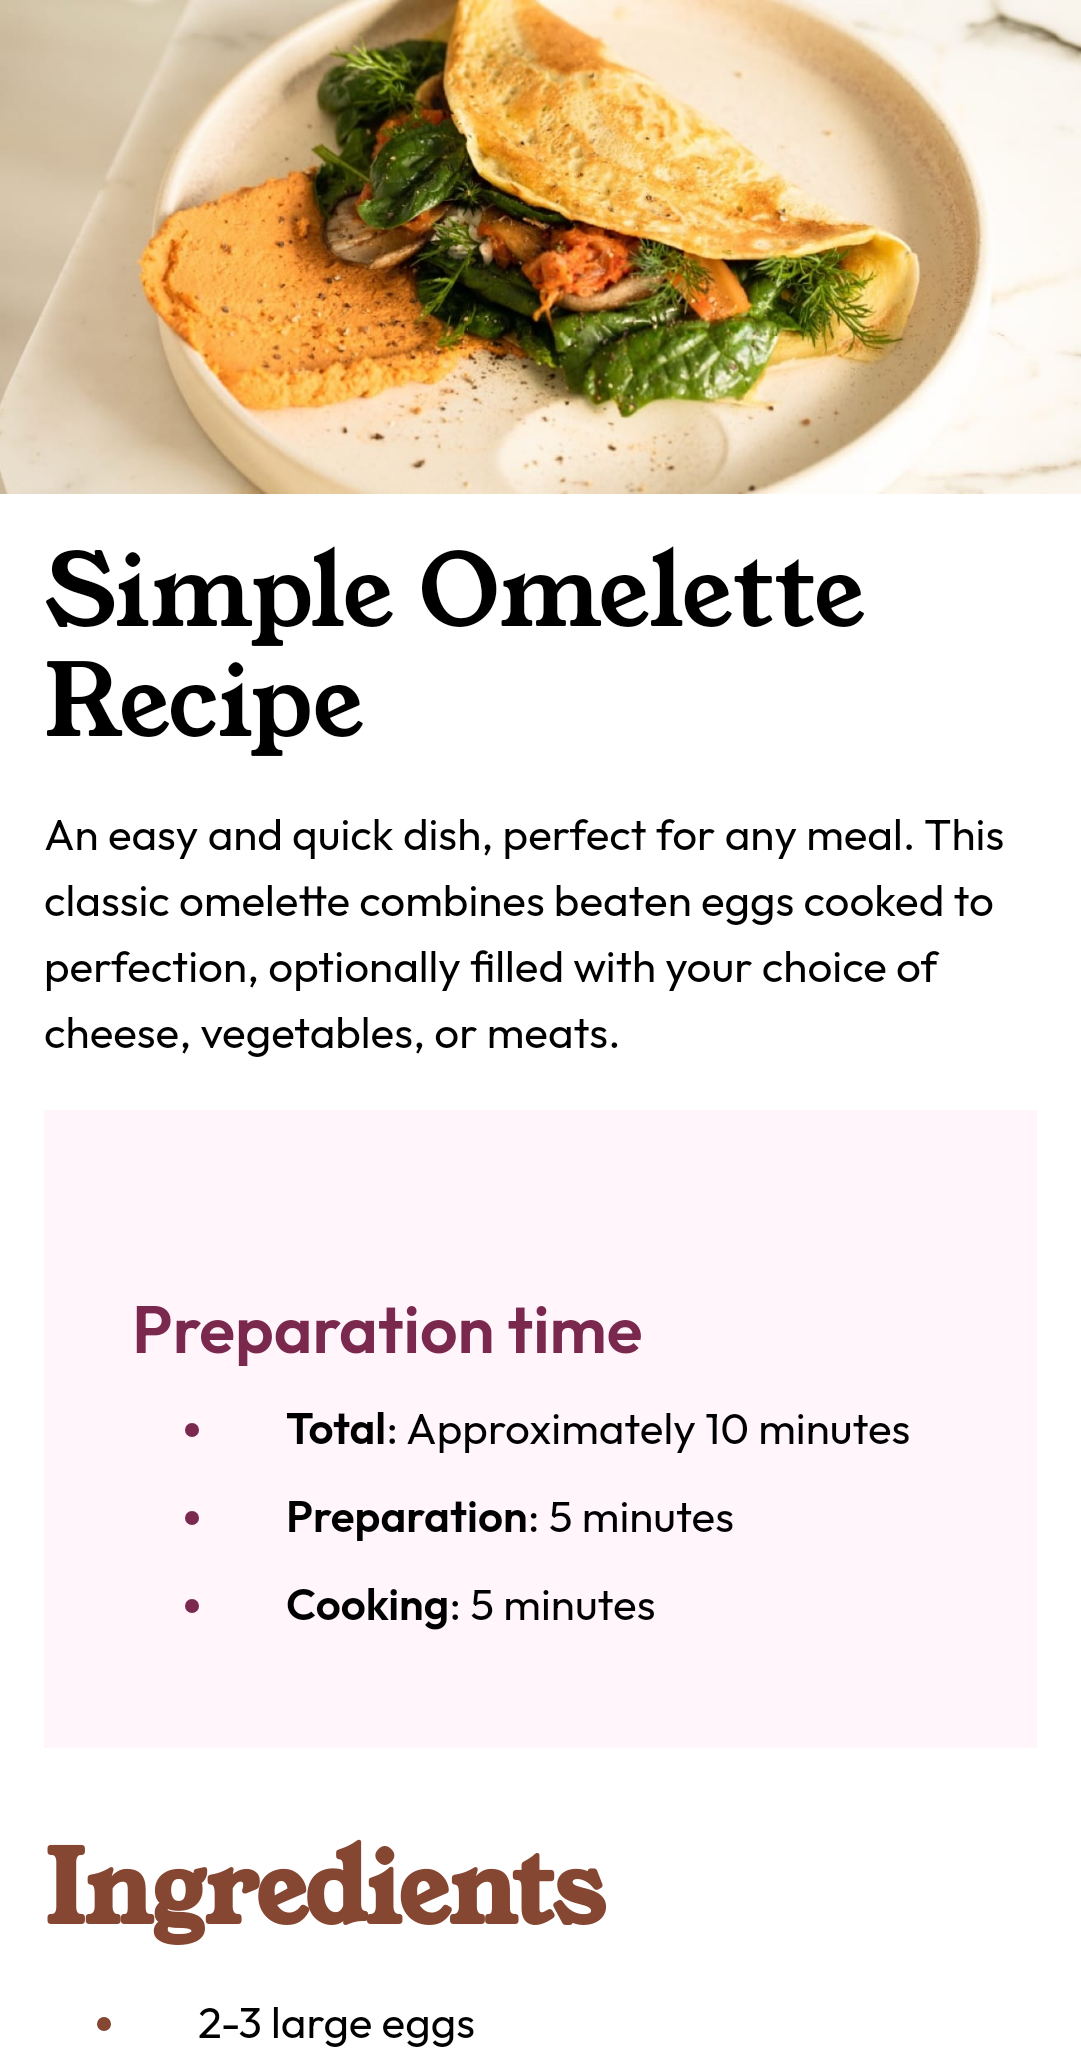 Simple Omelette
Recipe
An easy and quick dish, perfect for any meal. This
classic omelette combines beaten eggs cooked to
perfection, optionally filled with your choice of
cheese, vegetables, or meats.
Preparation time
• Total: Approximately 10 minutes
• Preparation: 5 minutes
• Cooking: 5 minutes
Ingredients
• 2-3 large eggs